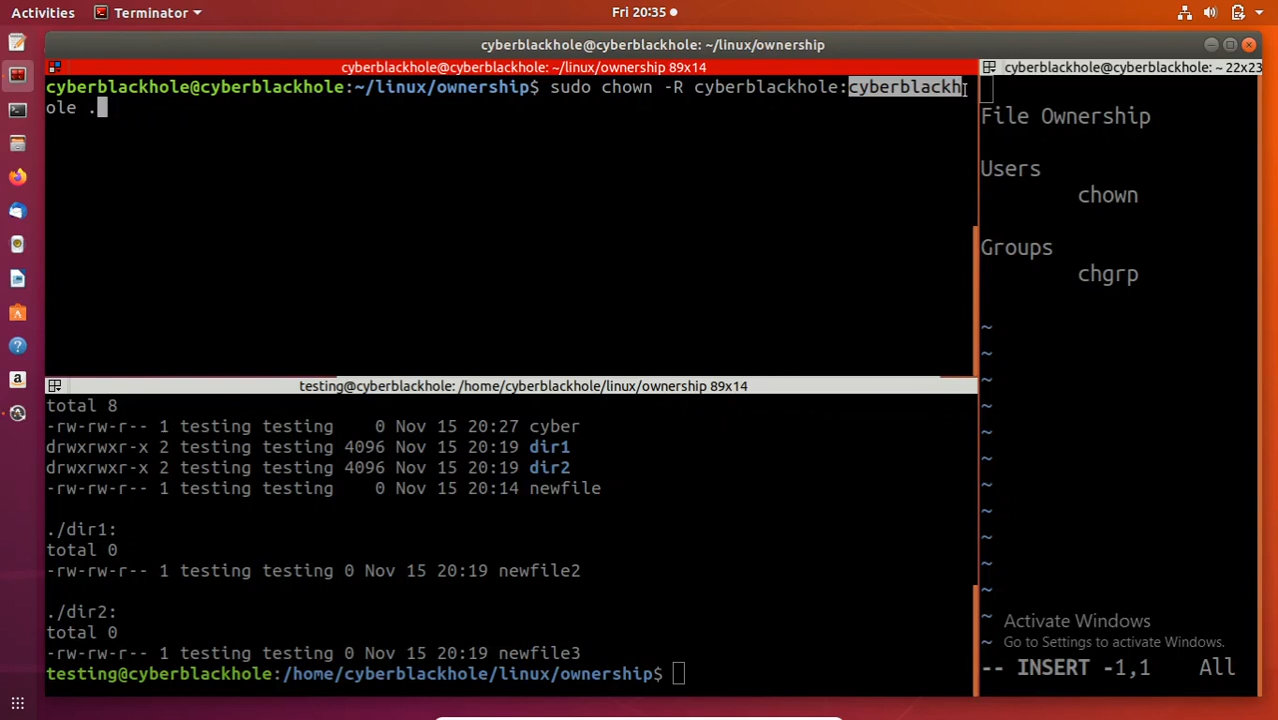 Activities Terminator Fri 20:35
cyberblackhole@cyberblackhole: ~/linux/ownership
cyberblackhole@cyberblackhole: ~/linux/ownership 89x14
cyberblackhole@cyberblackhole:~/linux/ownership$ sudo chown -R cyberblackhole:cyberblackh
ole .
testing@cyberblackhole: /home/cyberblackhole/linux/ownership 89x14
total 8
-rw-rw-r-- 1 testing testing    0 Nov 15 20:27 cyber
drwxrwxr-x 2 testing testing 4096 Nov 15 20:19 dir1
drwxrwxr-x 2 testing testing 4096 Nov 15 20:19 dir2
-rw-rw-r-- 1 testing testing    0 Nov 15 20:14 newfile
./dir1:
total 0
-rw-rw-r-- 1 testing testing 0 Nov 15 20:19 newfile2
./dir2:
total 0
-rw-rw-r-- 1 testing testing 0 Nov 15 20:19 newfile3
testing@cyberblackhole:/home/cyberblackhole/linux/ownership$
cyberblackhole@cyberblackhole: ~ 22x23
File Ownership
Users
chown
Groups
chgrp
~
~
~
~
~
~
~
~
~
~
~
~
~
Activate Windows
Go to Settings to activate Windows.
-- INSERT -1,1 All